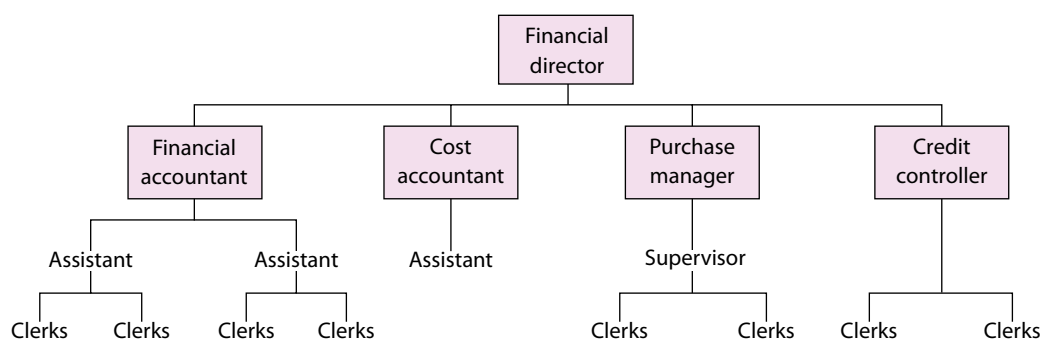 Financial
director
Financial
accountant
Cost
accountant
Purchase
manager
Credit
controller
Assistant
Assistant
Assistant
Supervisor
Clerks
Clerks
Clerks
Clerks
Clerks
Clerks
Clerks
Clerks